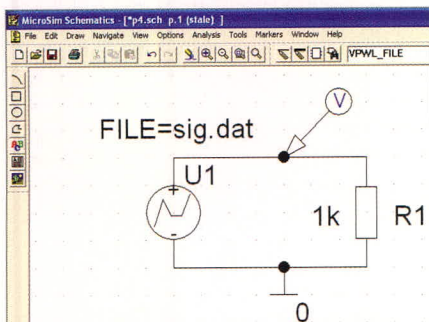 MicroSim Schematics - [*p4.sch p.1 (stale) ]
File Edit Draw Navigate View Options Analysis Tools Markers Window Help
VPWL_FILE
V
FILE=sig.dat
U1
+
-
1k R1
0